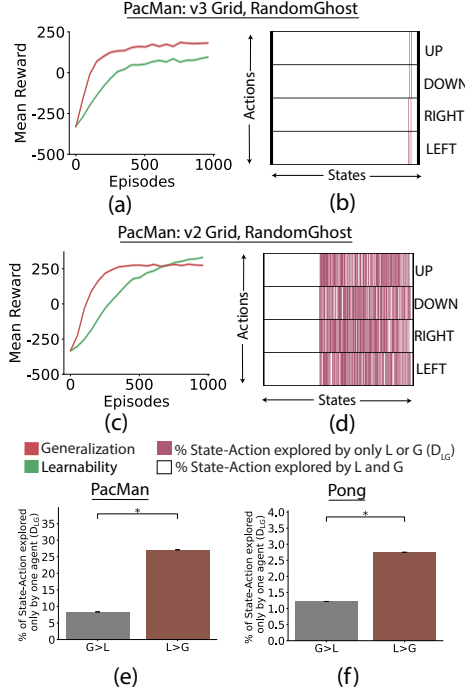 PacMan: v3 Grid, RandomGhost
250
0
-250
-500
0
500
1000
Mean Reward
Episodes
(a)
Actions
UP
DOWN
RIGHT
LEFT
States
(b)
PacMan: v2 Grid, RandomGhost
250
0
-250
-500
0
500
1000
Mean Reward
Episodes
(c)
Actions
UP
DOWN
RIGHT
LEFT
States
(d)
Generalization
Learnability
% State-Action explored by only L or G (D_LG)
% State-Action explored by L and G
PacMan
% of State-Action explored
only by one agent (D_LG)
35
30
25
20
15
10
5
0
*
G>L
L>G
(e)
Pong
% of State-Action explored
only by one agent (D_LG)
4.0
3.5
3.0
2.5
2.0
1.5
1.0
0.5
0.0
*
G>L
L>G
(f)